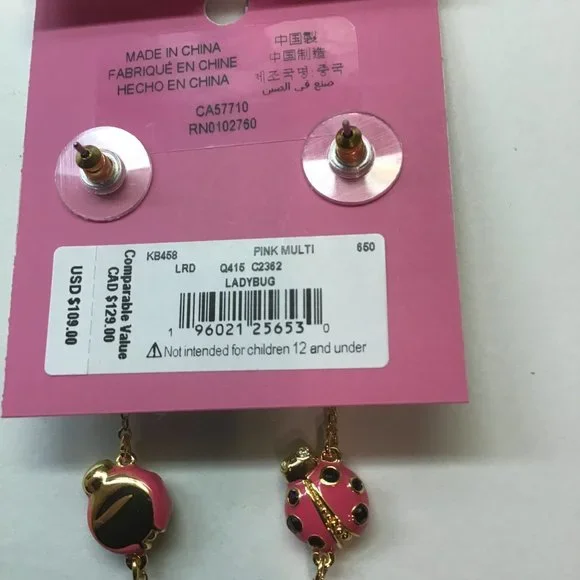 MADE IN CHINA
FABRIQUÉ EN CHINE
HECHO EN CHINA
中国製
中国制造
제조국명 중국
صنع في الصين
CA57710
RN0102760
KB458 PINK MULTI 650
LRD Q415 C2362
LADYBUG
1 96021 25653 0
⚠ Not intended for children 12 and under
Comparable Value
CAD $129.00
USD $109.00